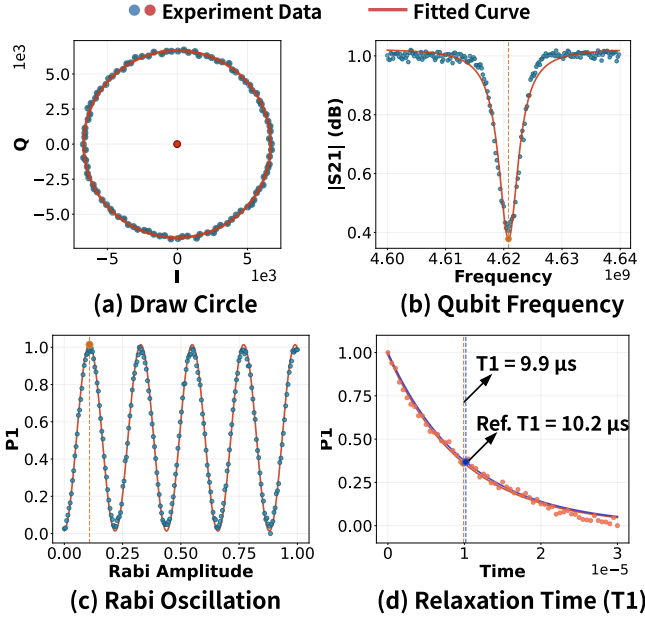 Experiment Data
Fitted Curve
1e3
5.0
2.5
0.0
−2.5
−5.0
Q
−5
0
5
1e3
I
(a) Draw Circle
1.0
0.8
0.6
0.4
|S21| (dB)
4.60
4.61
4.62
4.63
4.64
1e9
Frequency
(b) Qubit Frequency
1.0
0.8
0.6
0.4
0.2
0.0
P1
0.00
0.25
0.50
0.75
1.00
Rabi Amplitude
(c) Rabi Oscillation
1.00
0.75
0.50
0.25
0.00
P1
T1 = 9.9 μs
Ref. T1 = 10.2 μs
0
1
2
3
1e−5
Time
(d) Relaxation Time (T1)